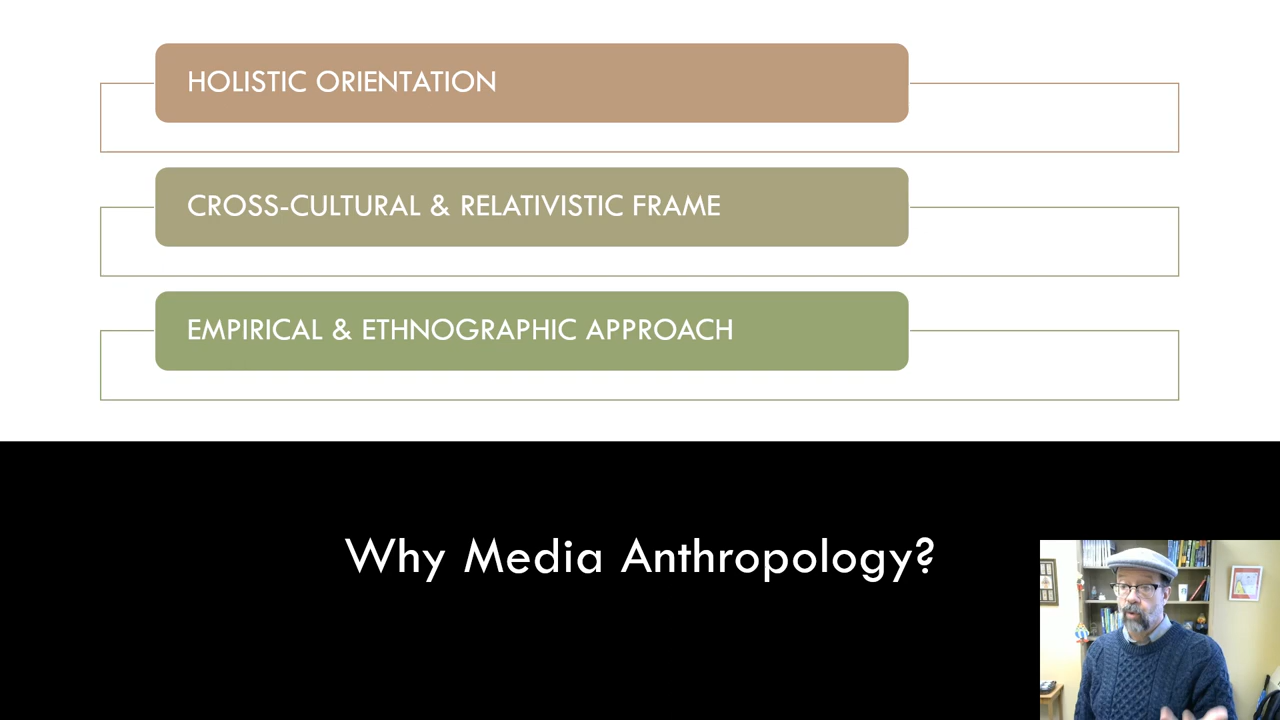 HOLISTIC ORIENTATION
CROSS-CULTURAL & RELATIVISTIC FRAME
EMPIRICAL & ETHNOGRAPHIC APPROACH
Why Media Anthropology?